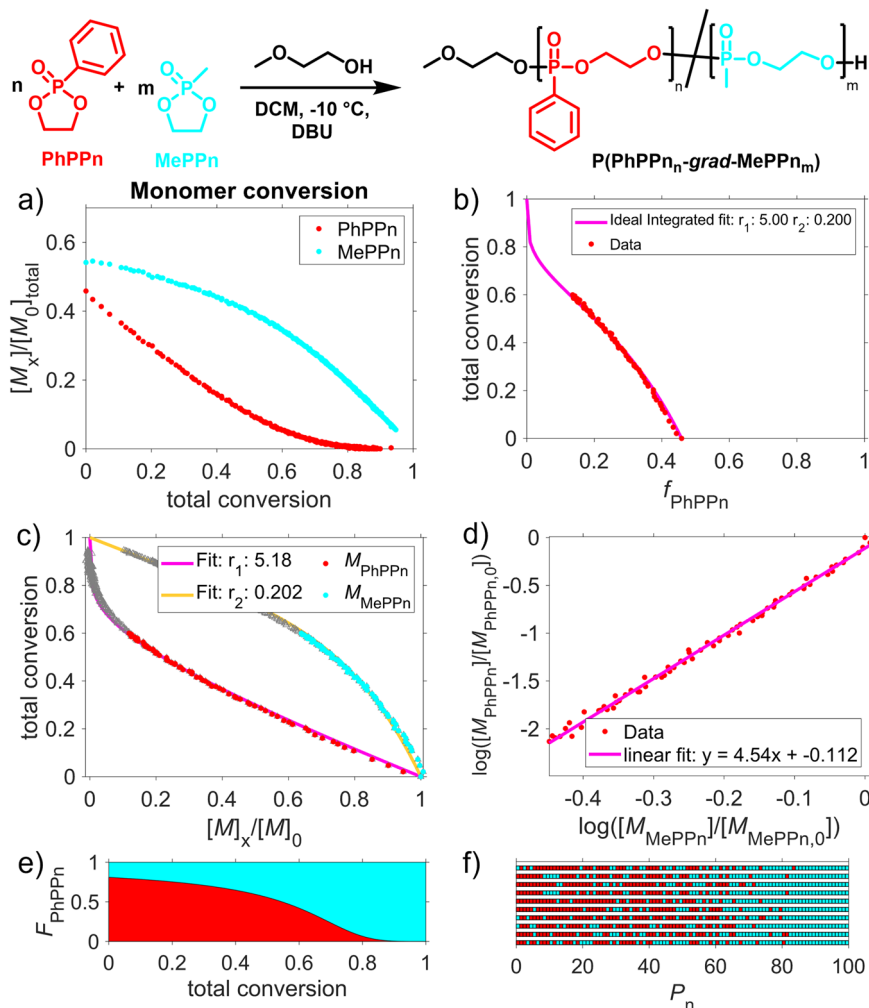 O
O P
O
n
+
m
O
O P
O
PhPPn
MePPn
O
OH
DCM, -10 °C,
DBU
O
O
O
P
O
O
n
O
P
O
O
H
m
P(PhPPnn-grad-MePPnm)
a)
Monomer conversion
PhPPn
MePPn
[Mx]/[M0]total
0.6
0.4
0.2
0
0 0.2 0.4 0.6 0.8 1
total conversion
b)
Ideal Integrated fit: r1: 5.00 r2: 0.200
Data
total conversion
1
0.8
0.6
0.4
0.2
0
0 0.2 0.4 0.6 0.8 1
fPhPPn
c)
Fit: r1: 5.18
Fit: r2: 0.202
MPhPPn
MMePPn
total conversion
1
0.8
0.6
0.4
0.2
0
0 0.2 0.4 0.6 0.8 1
[M]x/[M]0
d)
log([MPhPPn]/[MPhPPn,0])
0
-0.5
-1
-1.5
-2
Data
linear fit: y = 4.54x + -0.112
-0.4 -0.3 -0.2 -0.1 0
log([MMePPn]/[MMePPn,0])
e)
FPhPPn
1
0.5
0
0 0.2 0.4 0.6 0.8 1
total conversion
f)
0 20 40 60 80 100
Pn